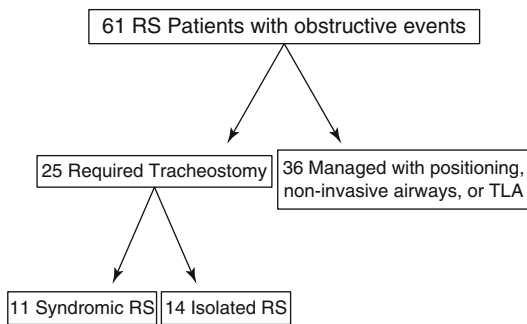 61 RS Patients with obstructive events
25 Required Tracheostomy
36 Managed with positioning,
non-invasive airways, or TLA
11 Syndromic RS
14 Isolated RS